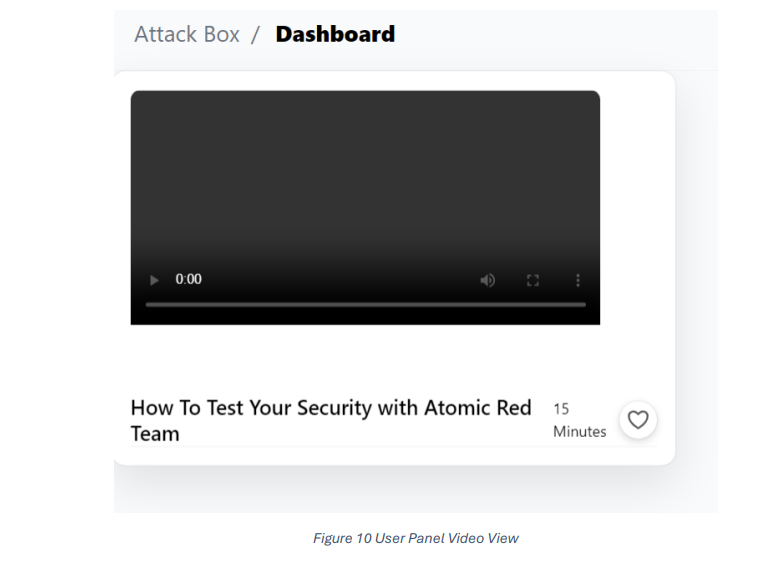 Attack Box / Dashboard
0:00
How To Test Your Security with Atomic Red
Team
15
Minutes
Figure 10 User Panel Video View